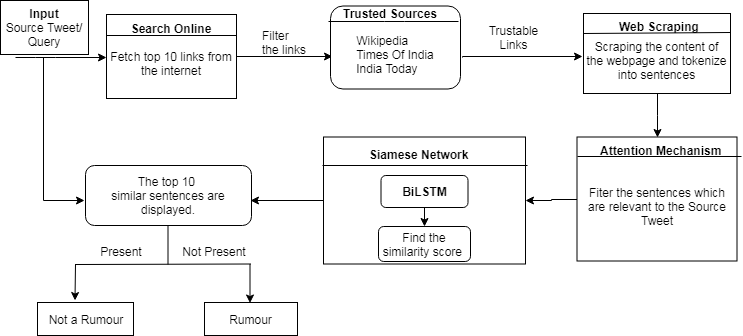 Input
Source Tweet/
Query
Search Online
Fetch top 10 links from
the internet
Filter
the links
Trusted Sources
Wikipedia
Times Of India
India Today
Trustable
Links
Web Scraping
Scraping the content of
the webpage and tokenize
into sentences
Attention Mechanism
Fiter the sentences which
are relevant to the Source
Tweet
Siamese Network
BiLSTM
Find the
similarity score
The top 10
similar sentences are
displayed.
Present
Not Present
Not a Rumour
Rumour